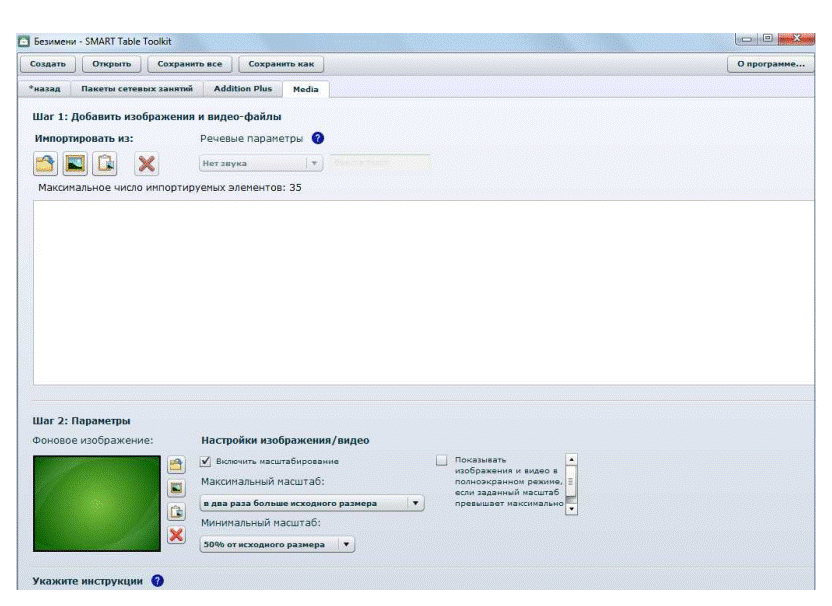 Безимени - SMART Table Toolkit
Создать Открыть Сохранить все Сохранить как О программе...
*назад Пакеты сетевых занятий Addition Plus Media
Шаг 1: Добавить изображения и видео-файлы
Импортировать из: Речевые параметры ?
Нет звука
Максимальное число импортируемых элементов: 35
Шаг 2: Параметры
Фоновое изображение: Настройки изображения/видео
Включить масштабирование
Показывать
изображения и видео в
полноэкранном режиме,
если заданный масштаб
превышает максимально
Максимальный масштаб:
в два раза больше исходного размера
Минимальный масштаб:
50% от исходного размера
Укажите инструкции ?